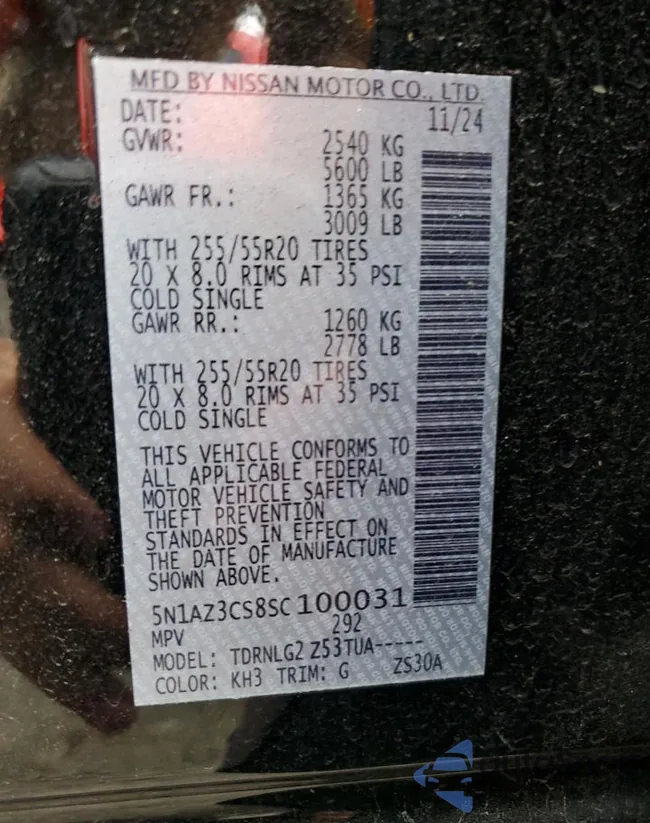 MFD BY NISSAN MOTOR CO., LTD.
DATE: 11/24
GVWR: 2540 KG
5600 LB
GAWR FR.: 1365 KG
3009 LB
WITH 255/55R20 TIRES
20 X 8.0 RIMS AT 35 PSI
COLD SINGLE
GAWR RR.: 1260 KG
2778 LB
WITH 255/55R20 TIRES
20 X 8.0 RIMS AT 35 PSI
COLD SINGLE
THIS VEHICLE CONFORMS TO
ALL APPLICABLE FEDERAL
MOTOR VEHICLE SAFETY AND
THEFT PREVENTION
STANDARDS IN EFFECT ON
THE DATE OF MANUFACTURE
SHOWN ABOVE.
5N1AZ3CS8SC100031
MPV 292
MODEL: TDRNLG2 Z53TUA-----
COLOR: KH3 TRIM: G ZS30A